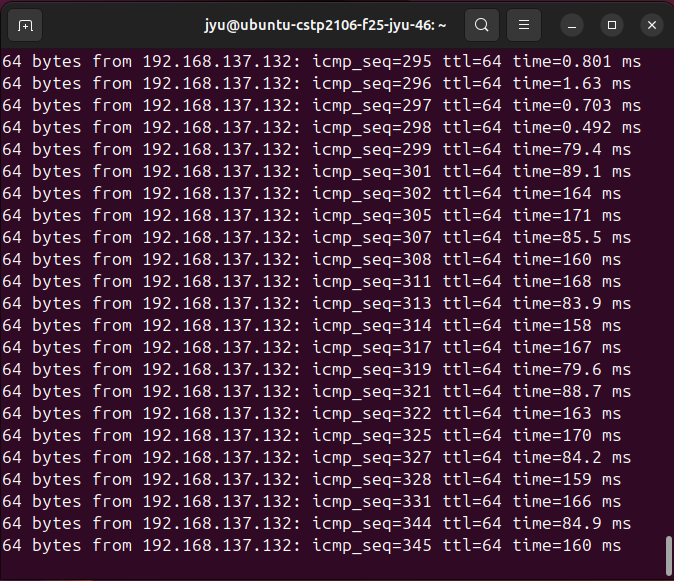 jyu@ubuntu-cstp2106-f25-jyu-46: ~
64 bytes from 192.168.137.132: icmp_seq=295 ttl=64 time=0.801 ms
64 bytes from 192.168.137.132: icmp_seq=296 ttl=64 time=1.63 ms
64 bytes from 192.168.137.132: icmp_seq=297 ttl=64 time=0.703 ms
64 bytes from 192.168.137.132: icmp_seq=298 ttl=64 time=0.492 ms
64 bytes from 192.168.137.132: icmp_seq=299 ttl=64 time=79.4 ms
64 bytes from 192.168.137.132: icmp_seq=301 ttl=64 time=89.1 ms
64 bytes from 192.168.137.132: icmp_seq=302 ttl=64 time=164 ms
64 bytes from 192.168.137.132: icmp_seq=305 ttl=64 time=171 ms
64 bytes from 192.168.137.132: icmp_seq=307 ttl=64 time=85.5 ms
64 bytes from 192.168.137.132: icmp_seq=308 ttl=64 time=160 ms
64 bytes from 192.168.137.132: icmp_seq=311 ttl=64 time=168 ms
64 bytes from 192.168.137.132: icmp_seq=313 ttl=64 time=83.9 ms
64 bytes from 192.168.137.132: icmp_seq=314 ttl=64 time=158 ms
64 bytes from 192.168.137.132: icmp_seq=317 ttl=64 time=167 ms
64 bytes from 192.168.137.132: icmp_seq=319 ttl=64 time=79.6 ms
64 bytes from 192.168.137.132: icmp_seq=321 ttl=64 time=88.7 ms
64 bytes from 192.168.137.132: icmp_seq=322 ttl=64 time=163 ms
64 bytes from 192.168.137.132: icmp_seq=325 ttl=64 time=170 ms
64 bytes from 192.168.137.132: icmp_seq=327 ttl=64 time=84.2 ms
64 bytes from 192.168.137.132: icmp_seq=328 ttl=64 time=159 ms
64 bytes from 192.168.137.132: icmp_seq=331 ttl=64 time=166 ms
64 bytes from 192.168.137.132: icmp_seq=344 ttl=64 time=84.9 ms
64 bytes from 192.168.137.132: icmp_seq=345 ttl=64 time=160 ms